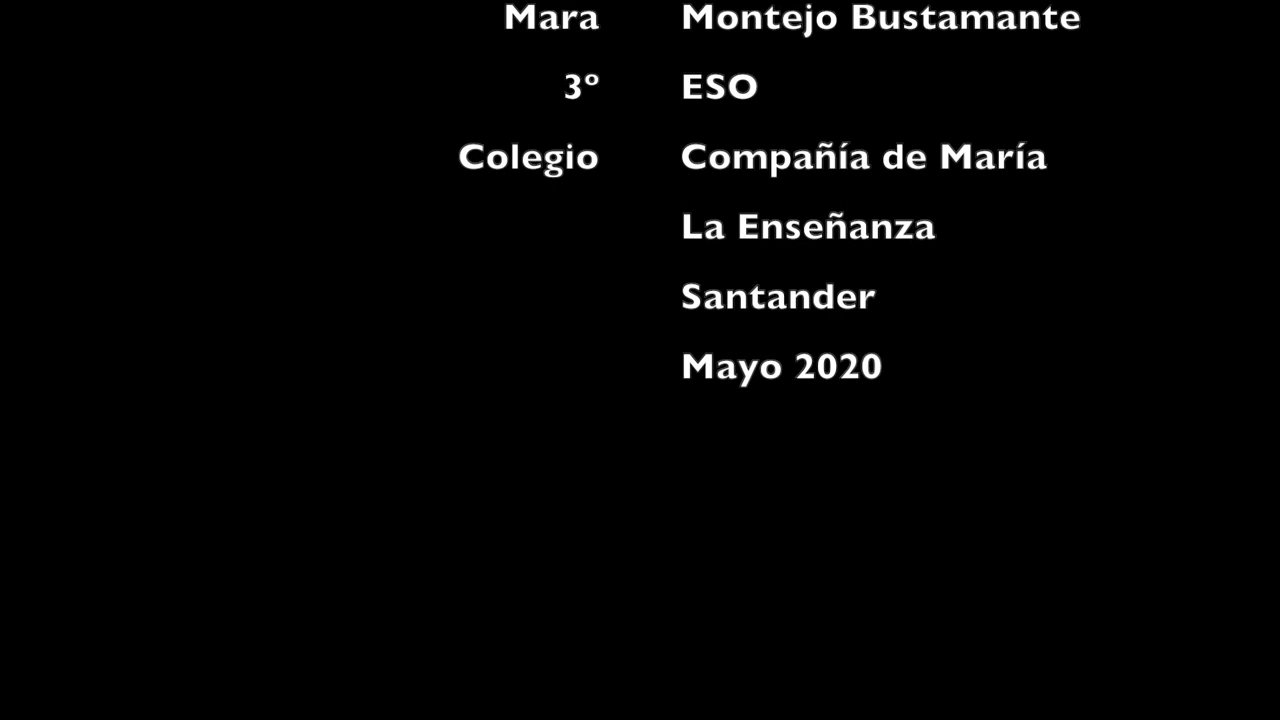 Mara Montejo Bustamante
3º ESO
Colegio Compañía de María
La Enseñanza
Santander
Mayo 2020